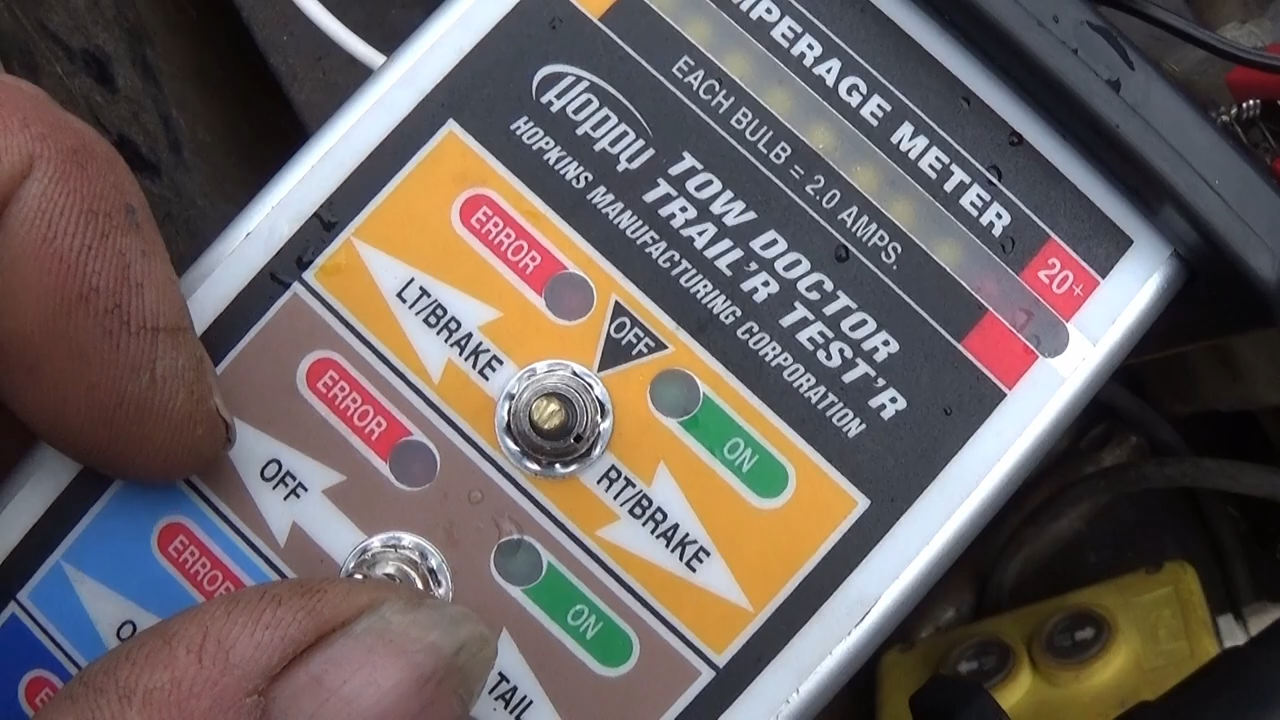 MPERAGE METER
20+
EACH BULB = 2.0 AMPS.
Hoppy
TOW DOCTOR
TRAIL'R TEST'R
HOPKINS MANUFACTURING CORPORATION
ERROR
OFF
LT/BRAKE
ON
RT/BRAKE
ERROR
OFF
ON
TAIL
ERROR